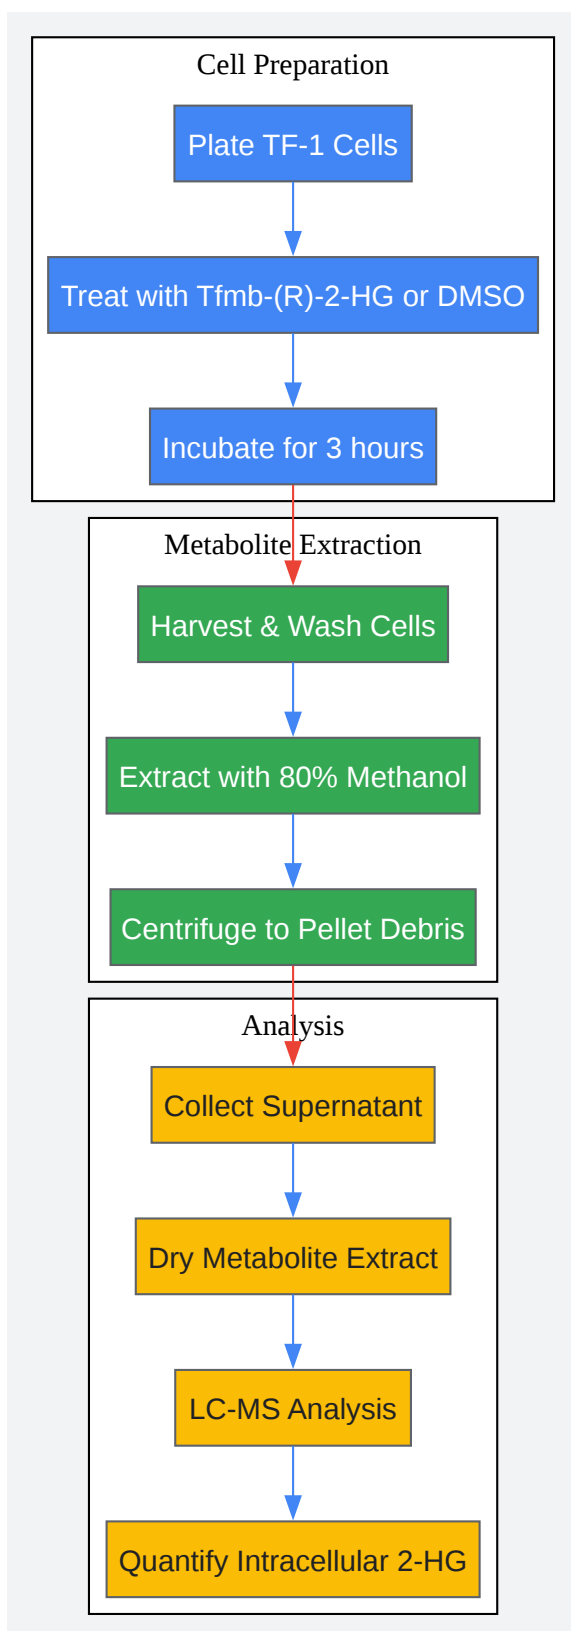 Cell Preparation
Plate TF-1 Cells
Treat with Tfmb-(R)-2-HG or DMSO
Incubate for 3 hours
Metabolite Extraction
Harvest & Wash Cells
Extract with 80% Methanol
Centrifuge to Pellet Debris
Analysis
Collect Supernatant
Dry Metabolite Extract
LC-MS Analysis
Quantify Intracellular 2-HG